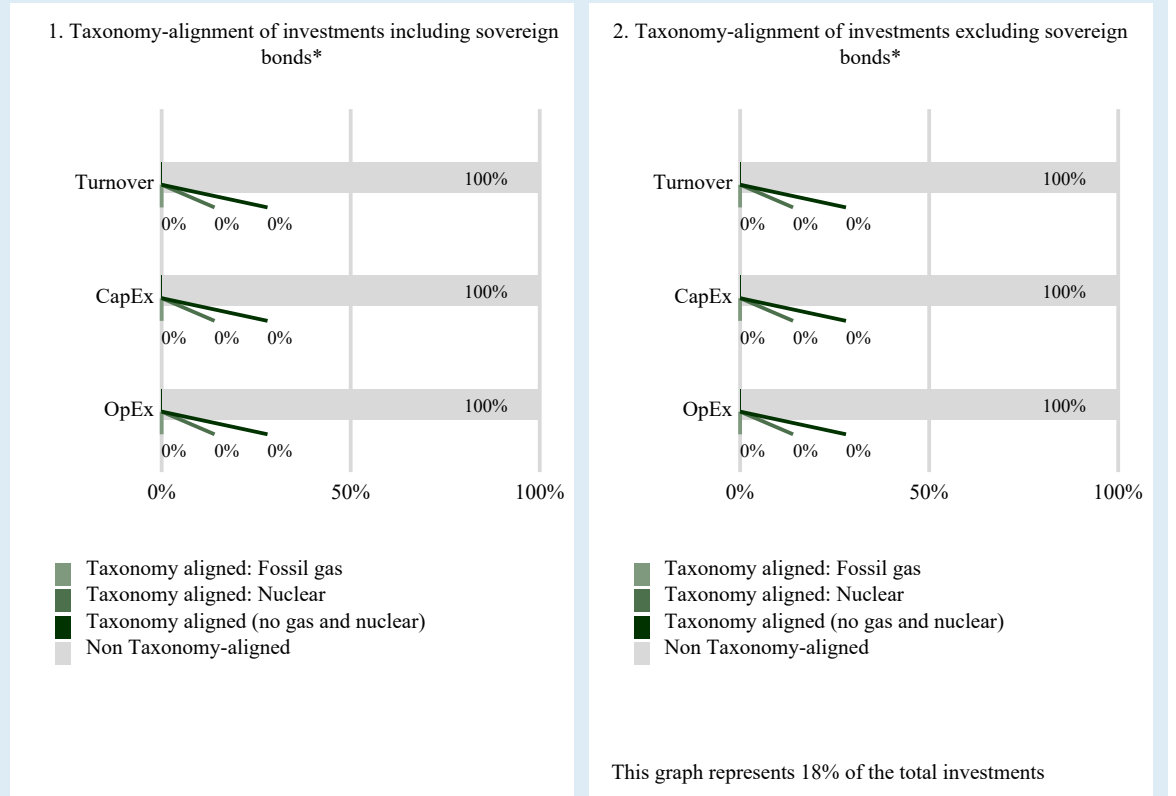 1. Taxonomy-alignment of investments including sovereign
bonds*
Turnover
100%
0% 0% 0%
CapEx
100%
0% 0% 0%
OpEx
100%
0% 0% 0%
0% 50% 100%
Taxonomy aligned: Fossil gas
Taxonomy aligned: Nuclear
Taxonomy aligned (no gas and nuclear)
Non Taxonomy-aligned
2. Taxonomy-alignment of investments excluding sovereign
bonds*
Turnover
100%
0% 0% 0%
CapEx
100%
0% 0% 0%
OpEx
100%
0% 0% 0%
0% 50% 100%
Taxonomy aligned: Fossil gas
Taxonomy aligned: Nuclear
Taxonomy aligned (no gas and nuclear)
Non Taxonomy-aligned
This graph represents 18% of the total investments